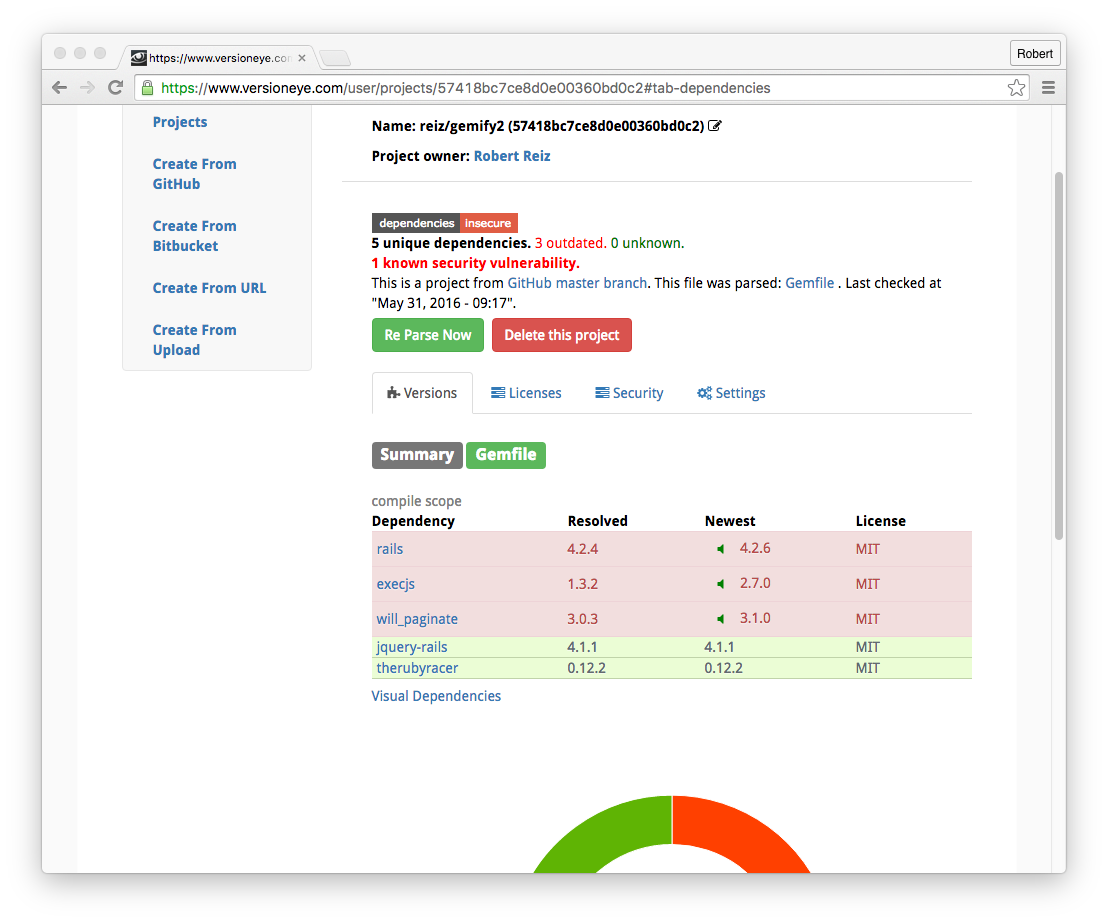 https://www.versioneye.co
Robert
https://www.versioneye.com/user/projects/57418bc7ce8d0e00360bd0c2#tab-dependencies
Projects
Create From
GitHub
Create From
Bitbucket
Create From URL
Create From
Upload
Name: reiz/gemify2 (57418bc7ce8d0e00360bd0c2)
Project owner: Robert Reiz
dependencies insecure
5 unique dependencies. 3 outdated. 0 unknown.
1 known security vulnerability.
This is a project from GitHub master branch. This file was parsed: Gemfile . Last checked at
"May 31, 2016 - 09:17".
Re Parse Now Delete this project
Versions Licenses Security Settings
Summary Gemfile
compile scope
Dependency Resolved Newest License
rails 4.2.4 4.2.6 MIT
execjs 1.3.2 2.7.0 MIT
will_paginate 3.0.3 3.1.0 MIT
jquery-rails 4.1.1 4.1.1 MIT
therubyracer 0.12.2 0.12.2 MIT
Visual Dependencies